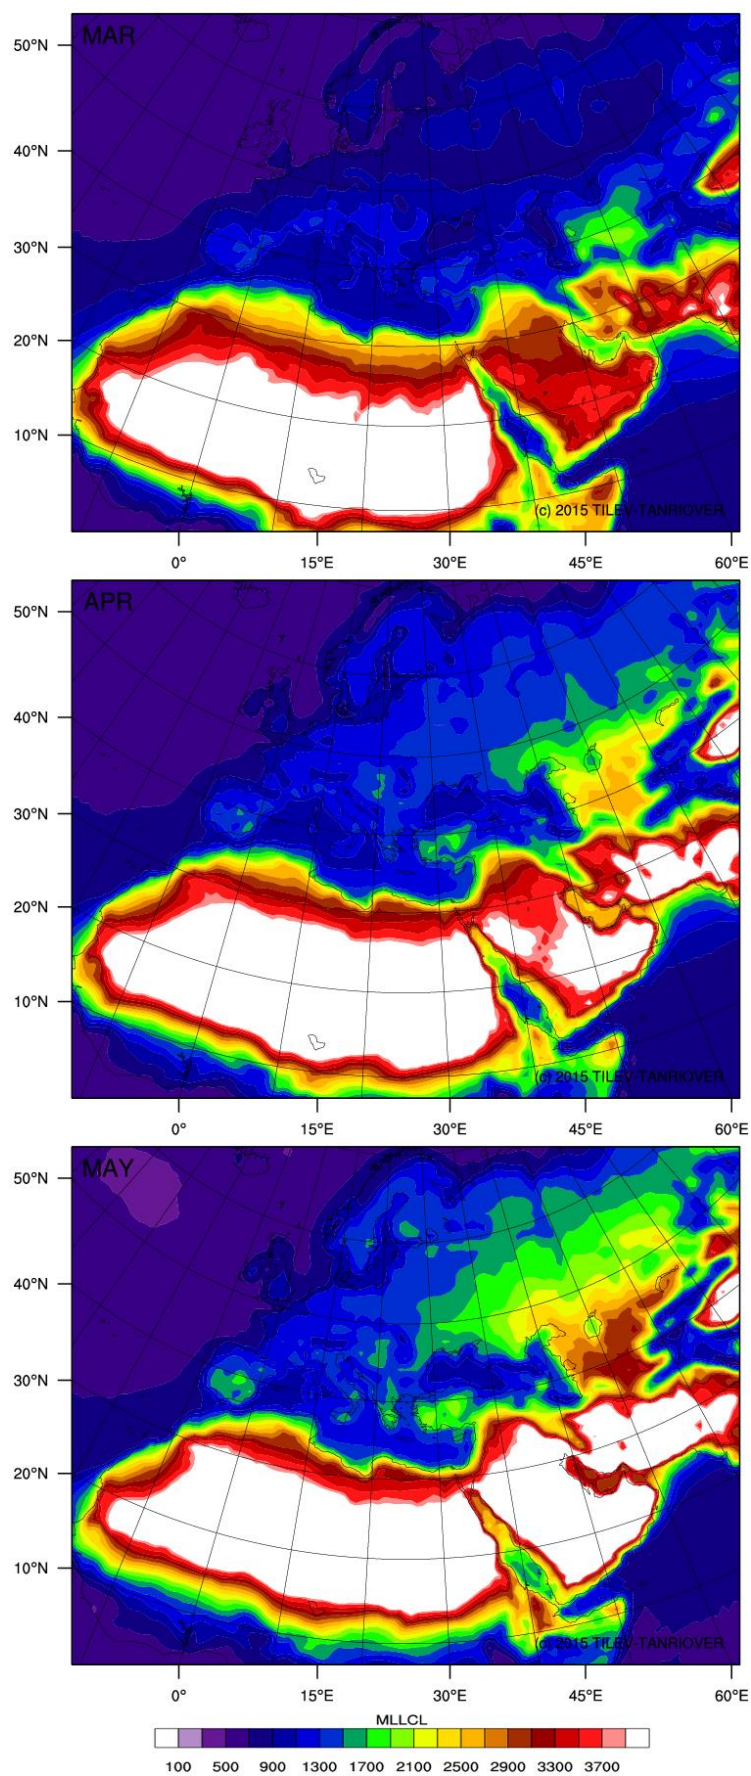 MAR
50°N
40°N
30°N
20°N
10°N
(c) 2015 TILEV-TANRIOVER
0° 15°E 30°E 45°E 60°E
APR
50°N
40°N
30°N
20°N
10°N
(c) 2015 TILEV-TANRIOVER
0° 15°E 30°E 45°E 60°E
MAY
50°N
40°N
30°N
20°N
10°N
(c) 2015 TILEV-TANRIOVER
0° 15°E 30°E 45°E 60°E
MLLCL
100 500 900 1300 1700 2100 2500 2900 3300 3700